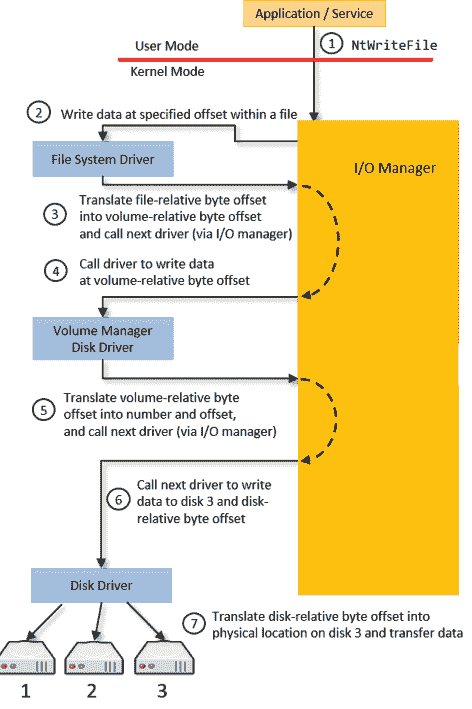 Application / Service
1 NtWriteFile
User Mode
Kernel Mode
2 Write data at specified offset within a file
File System Driver
I/O Manager
3 Translate file-relative byte offset
into volume-relative byte offset
and call next driver (via I/O manager)
4 Call driver to write data
at volume-relative byte offset
Volume Manager
Disk Driver
5 Translate volume-relative byte
offset into number and offset,
and call next driver (via I/O manager)
6 Call next driver to write
data to disk 3 and disk-
relative byte offset
Disk Driver
7 Translate disk-relative byte offset into
physical location on disk 3 and transfer data
1 2 3